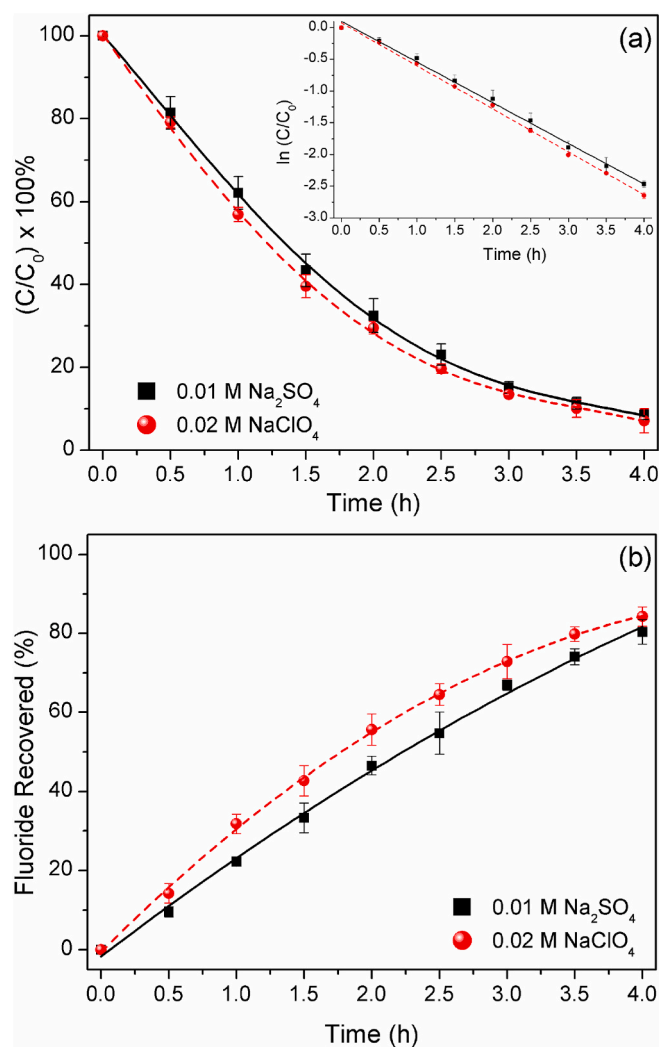 (a)
(C/C₀) x 100%
100
80
60
40
20
0
0.0 0.5 1.0 1.5 2.0 2.5 3.0 3.5 4.0
Time (h)
0.01 M Na₂SO₄
0.02 M NaClO₄
ln (C/C₀)
0.0
-0.5
-1.0
-1.5
-2.0
-2.5
-3.0
0.0 0.5 1.0 1.5 2.0 2.5 3.0 3.5 4.0
Time (h)
(b)
Fluoride Recovered (%)
100
80
60
40
20
0
0.0 0.5 1.0 1.5 2.0 2.5 3.0 3.5 4.0
Time (h)
0.01 M Na₂SO₄
0.02 M NaClO₄